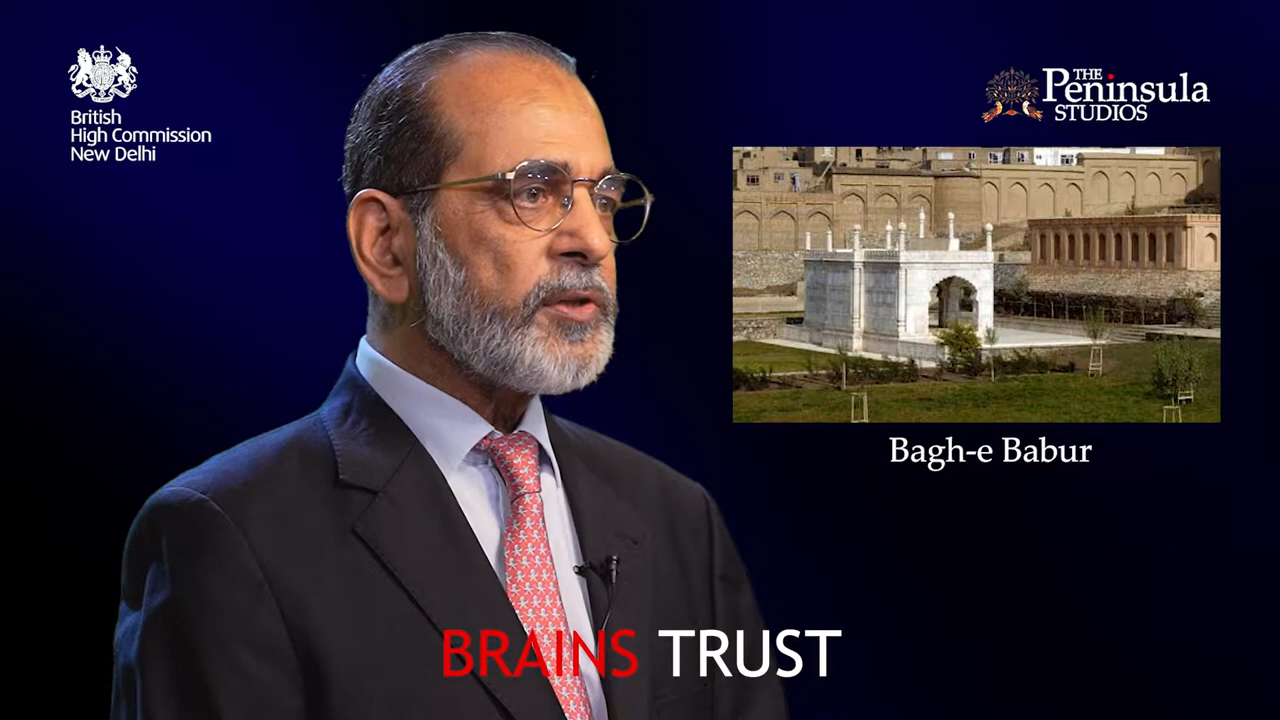 British
High Commission
New Delhi
THE
Peninsula
STUDIOS
Bagh-e Babur
BRAINS TRUST